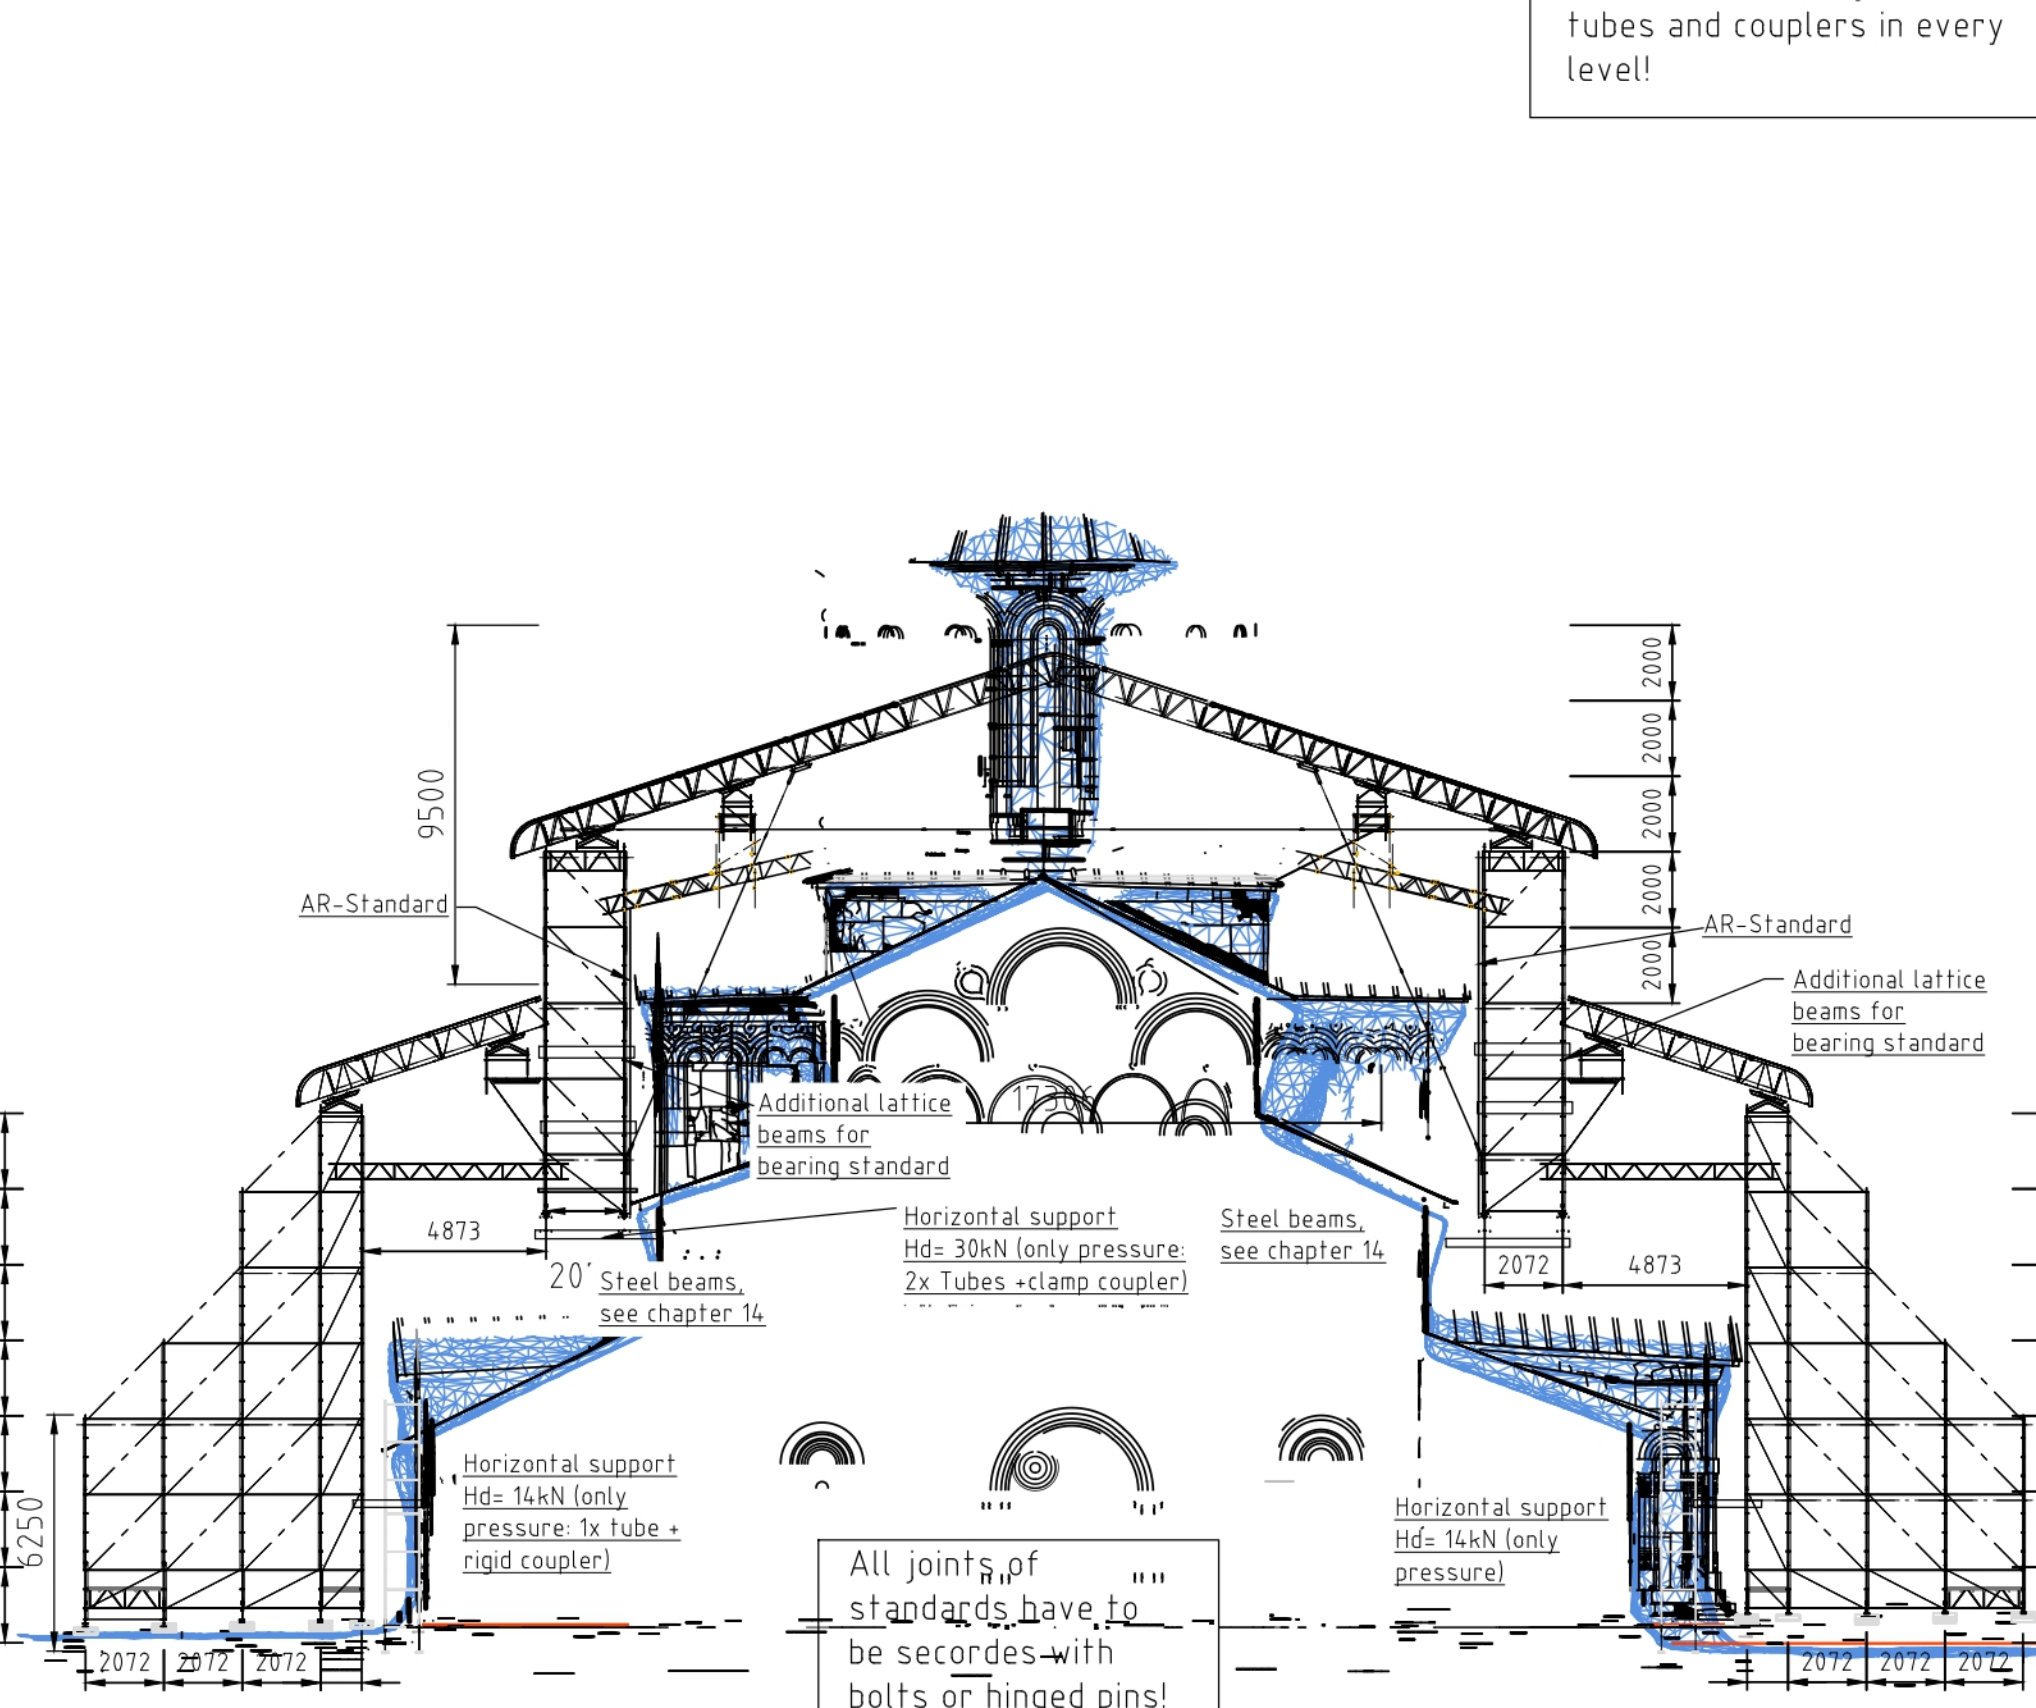 tubes and couplers in every
level!
2000
2000
2000
2000
2000
9500
AR-Standard
AR-Standard
Additional lattice
beams for
bearing standard
Additional lattice
beams for
bearing standard
17306
4873
Horizontal support
Hd= 30kN (only pressure:
2x Tubes +clamp coupler)
Steel beams,
see chapter 14
2072
4873
20'
Steel beams,
see chapter 14
6250
Horizontal support
Hd= 14kN (only
pressure: 1x tube +
rigid coupler)
Horizontal support
Hd= 14kN (only
pressure)
All joints of
standards have to
be secordes with
bolts or hinged pins!
2072
2072
2072
2072
2072
2072